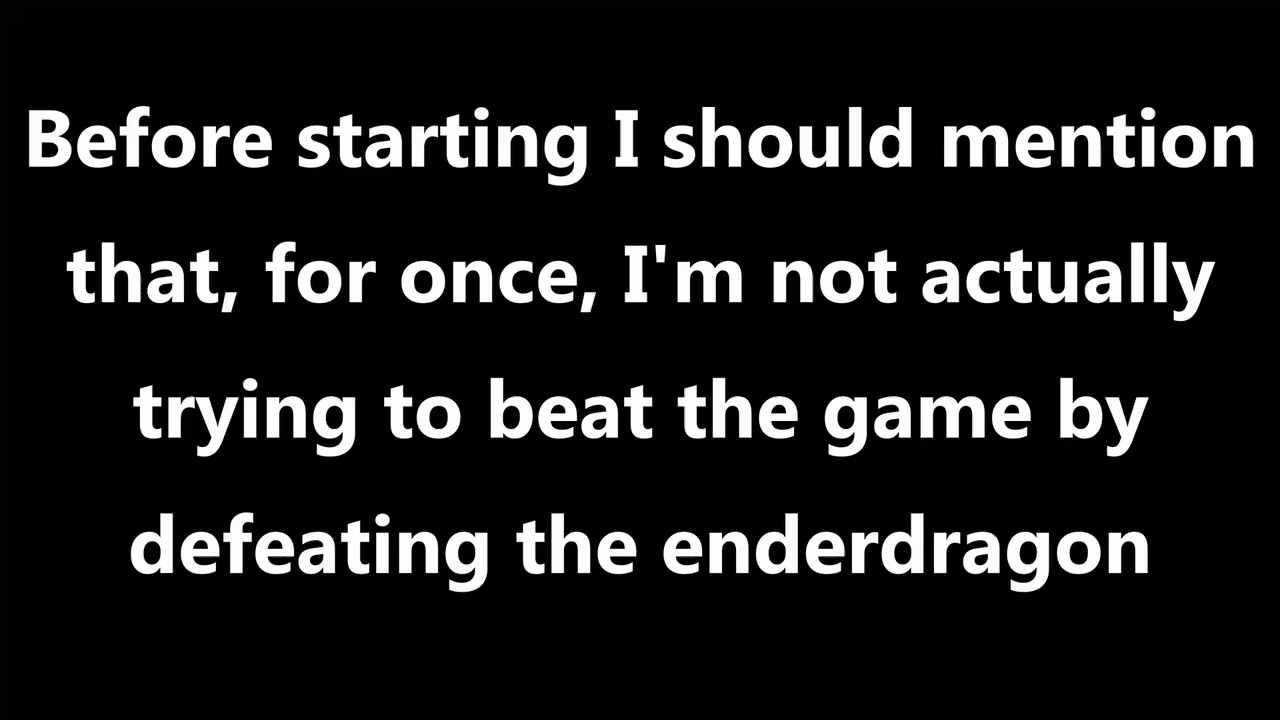 Before starting I should mention
that, for once, I'm not actually
trying to beat the game by
defeating the enderdragon